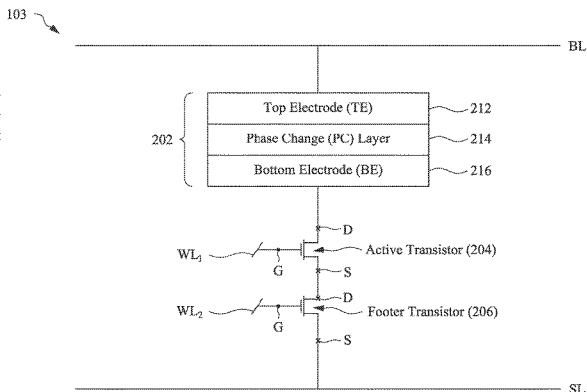 103
BL
Top Electrode (TE)
212
202
Phase Change (PC) Layer
214
Bottom Electrode (BE)
216
D
WL1
G
Active Transistor (204)
S
D
WL2
G
Footer Transistor (206)
S
SL